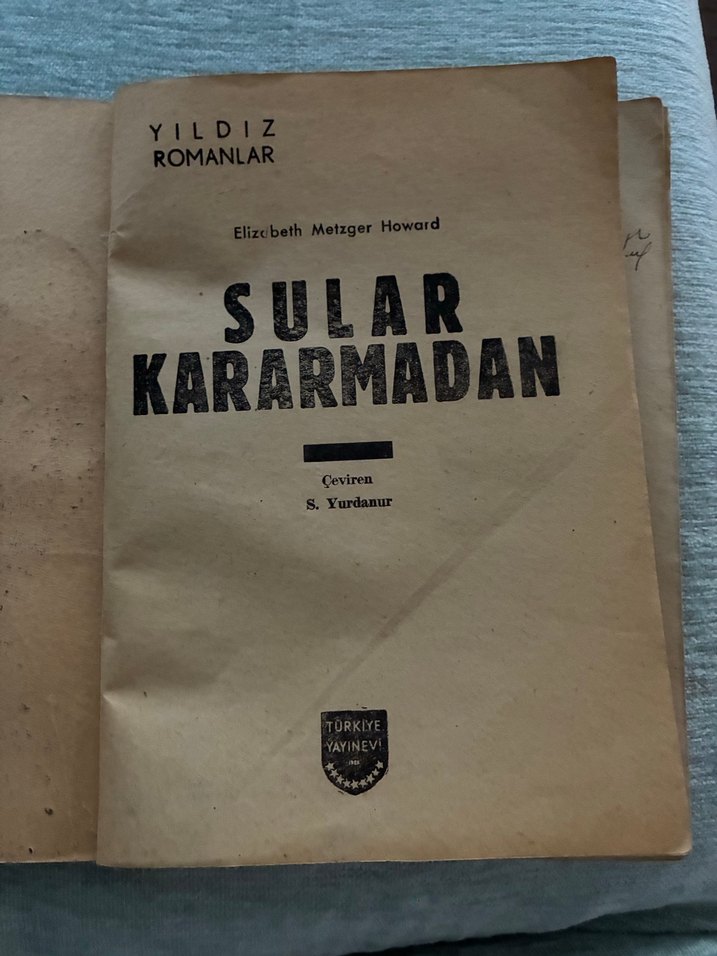 YILDIZ
ROMANLAR
Elizabeth Metzger Howard
SULAR
KARARMADAN
Çeviren
S. Yurdanur
TÜRKİYE
YAYINEVİ